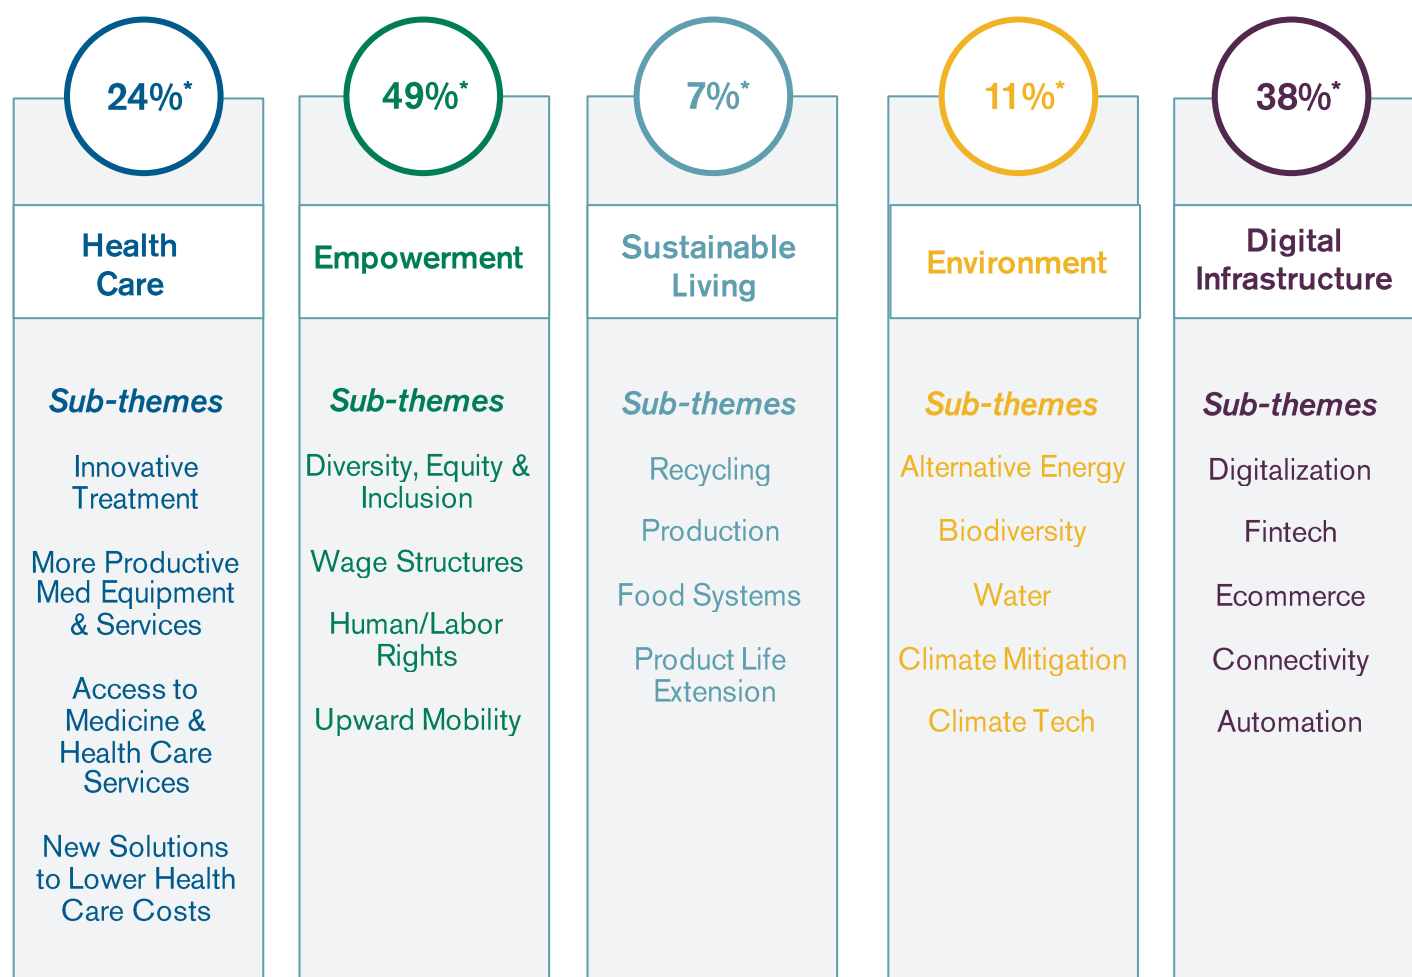 24%*
Health
Care
Sub-themes
Innovative
Treatment
More Productive
Med Equipment
& Services
Access to
Medicine &
Health Care
Services
New Solutions
to Lower Health
Care Costs
49%*
Empowerment
Sub-themes
Diversity, Equity &
Inclusion
Wage Structures
Human/Labor
Rights
Upward Mobility
7%*
Sustainable
Living
Sub-themes
Recycling
Production
Food Systems
Product Life
Extension
11%*
Environment
Sub-themes
Alternative Energy
Biodiversity
Water
Climate Mitigation
Climate Tech
38%*
Digital
Infrastructure
Sub-themes
Digitalization
Fintech
Ecommerce
Connectivity
Automation